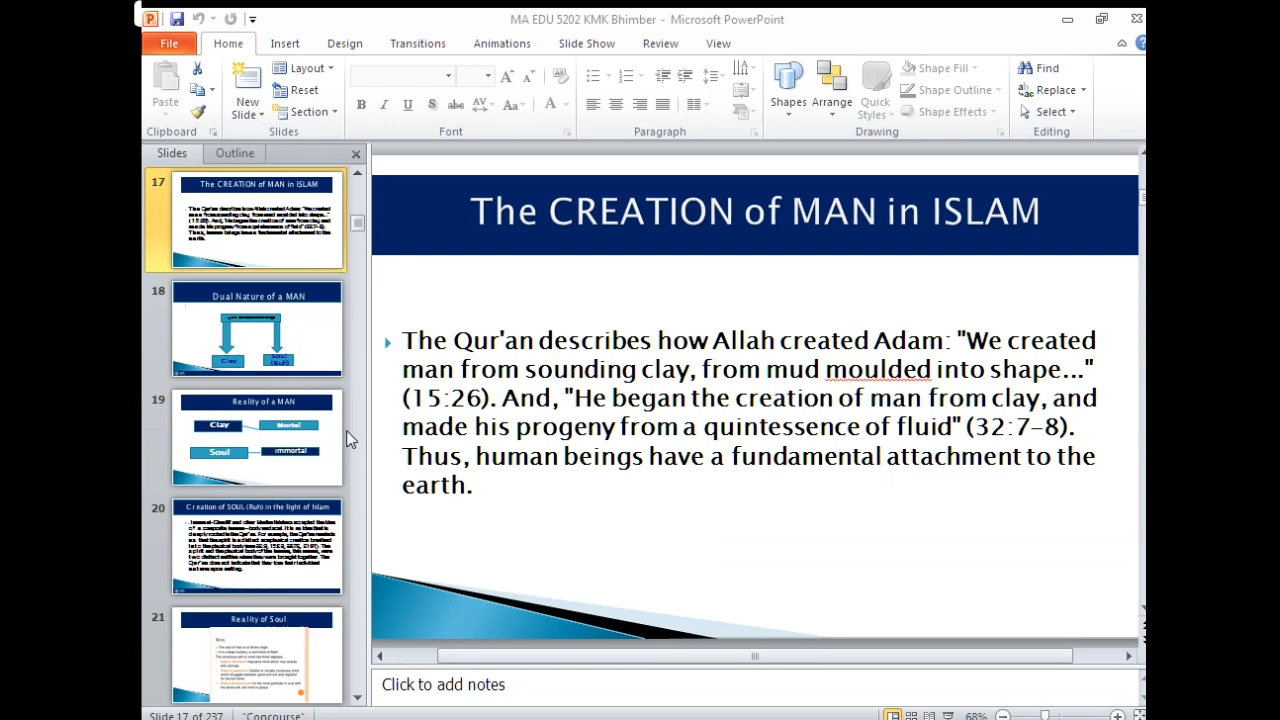 MA EDU 5202 KMK Bhimber - Microsoft PowerPoint
File Home Insert Design Transitions Animations Slide Show Review View
Paste
Clipboard
New
Slide
Layout
Reset
Section
Slides
Font
Paragraph
Shapes
Arrange
Quick
Styles
Shape Fill
Shape Outline
Shape Effects
Drawing
Find
Replace
Select
Editing
Slides Outline
17
The CREATION of MAN in ISLAM
18
Dual Nature of a MAN
Clay
Soul
(Ruh)
19
Reality of a MAN
Clay Mortal
Soul immortal
20
Creation of SOUL (Ruh) in the light of Islam
21
Reality of Soul
The CREATION of MAN in ISLAM
The Qur'an describes how Allah created Adam: "We created
man from sounding clay, from mud moulded into shape..."
(15:26). And, "He began the creation of man from clay, and
made his progeny from a quintessence of fluid" (32:7-8).
Thus, human beings have a fundamental attachment to the
earth.
Click to add notes
Slide 17 of 237 "Concourse" 68%